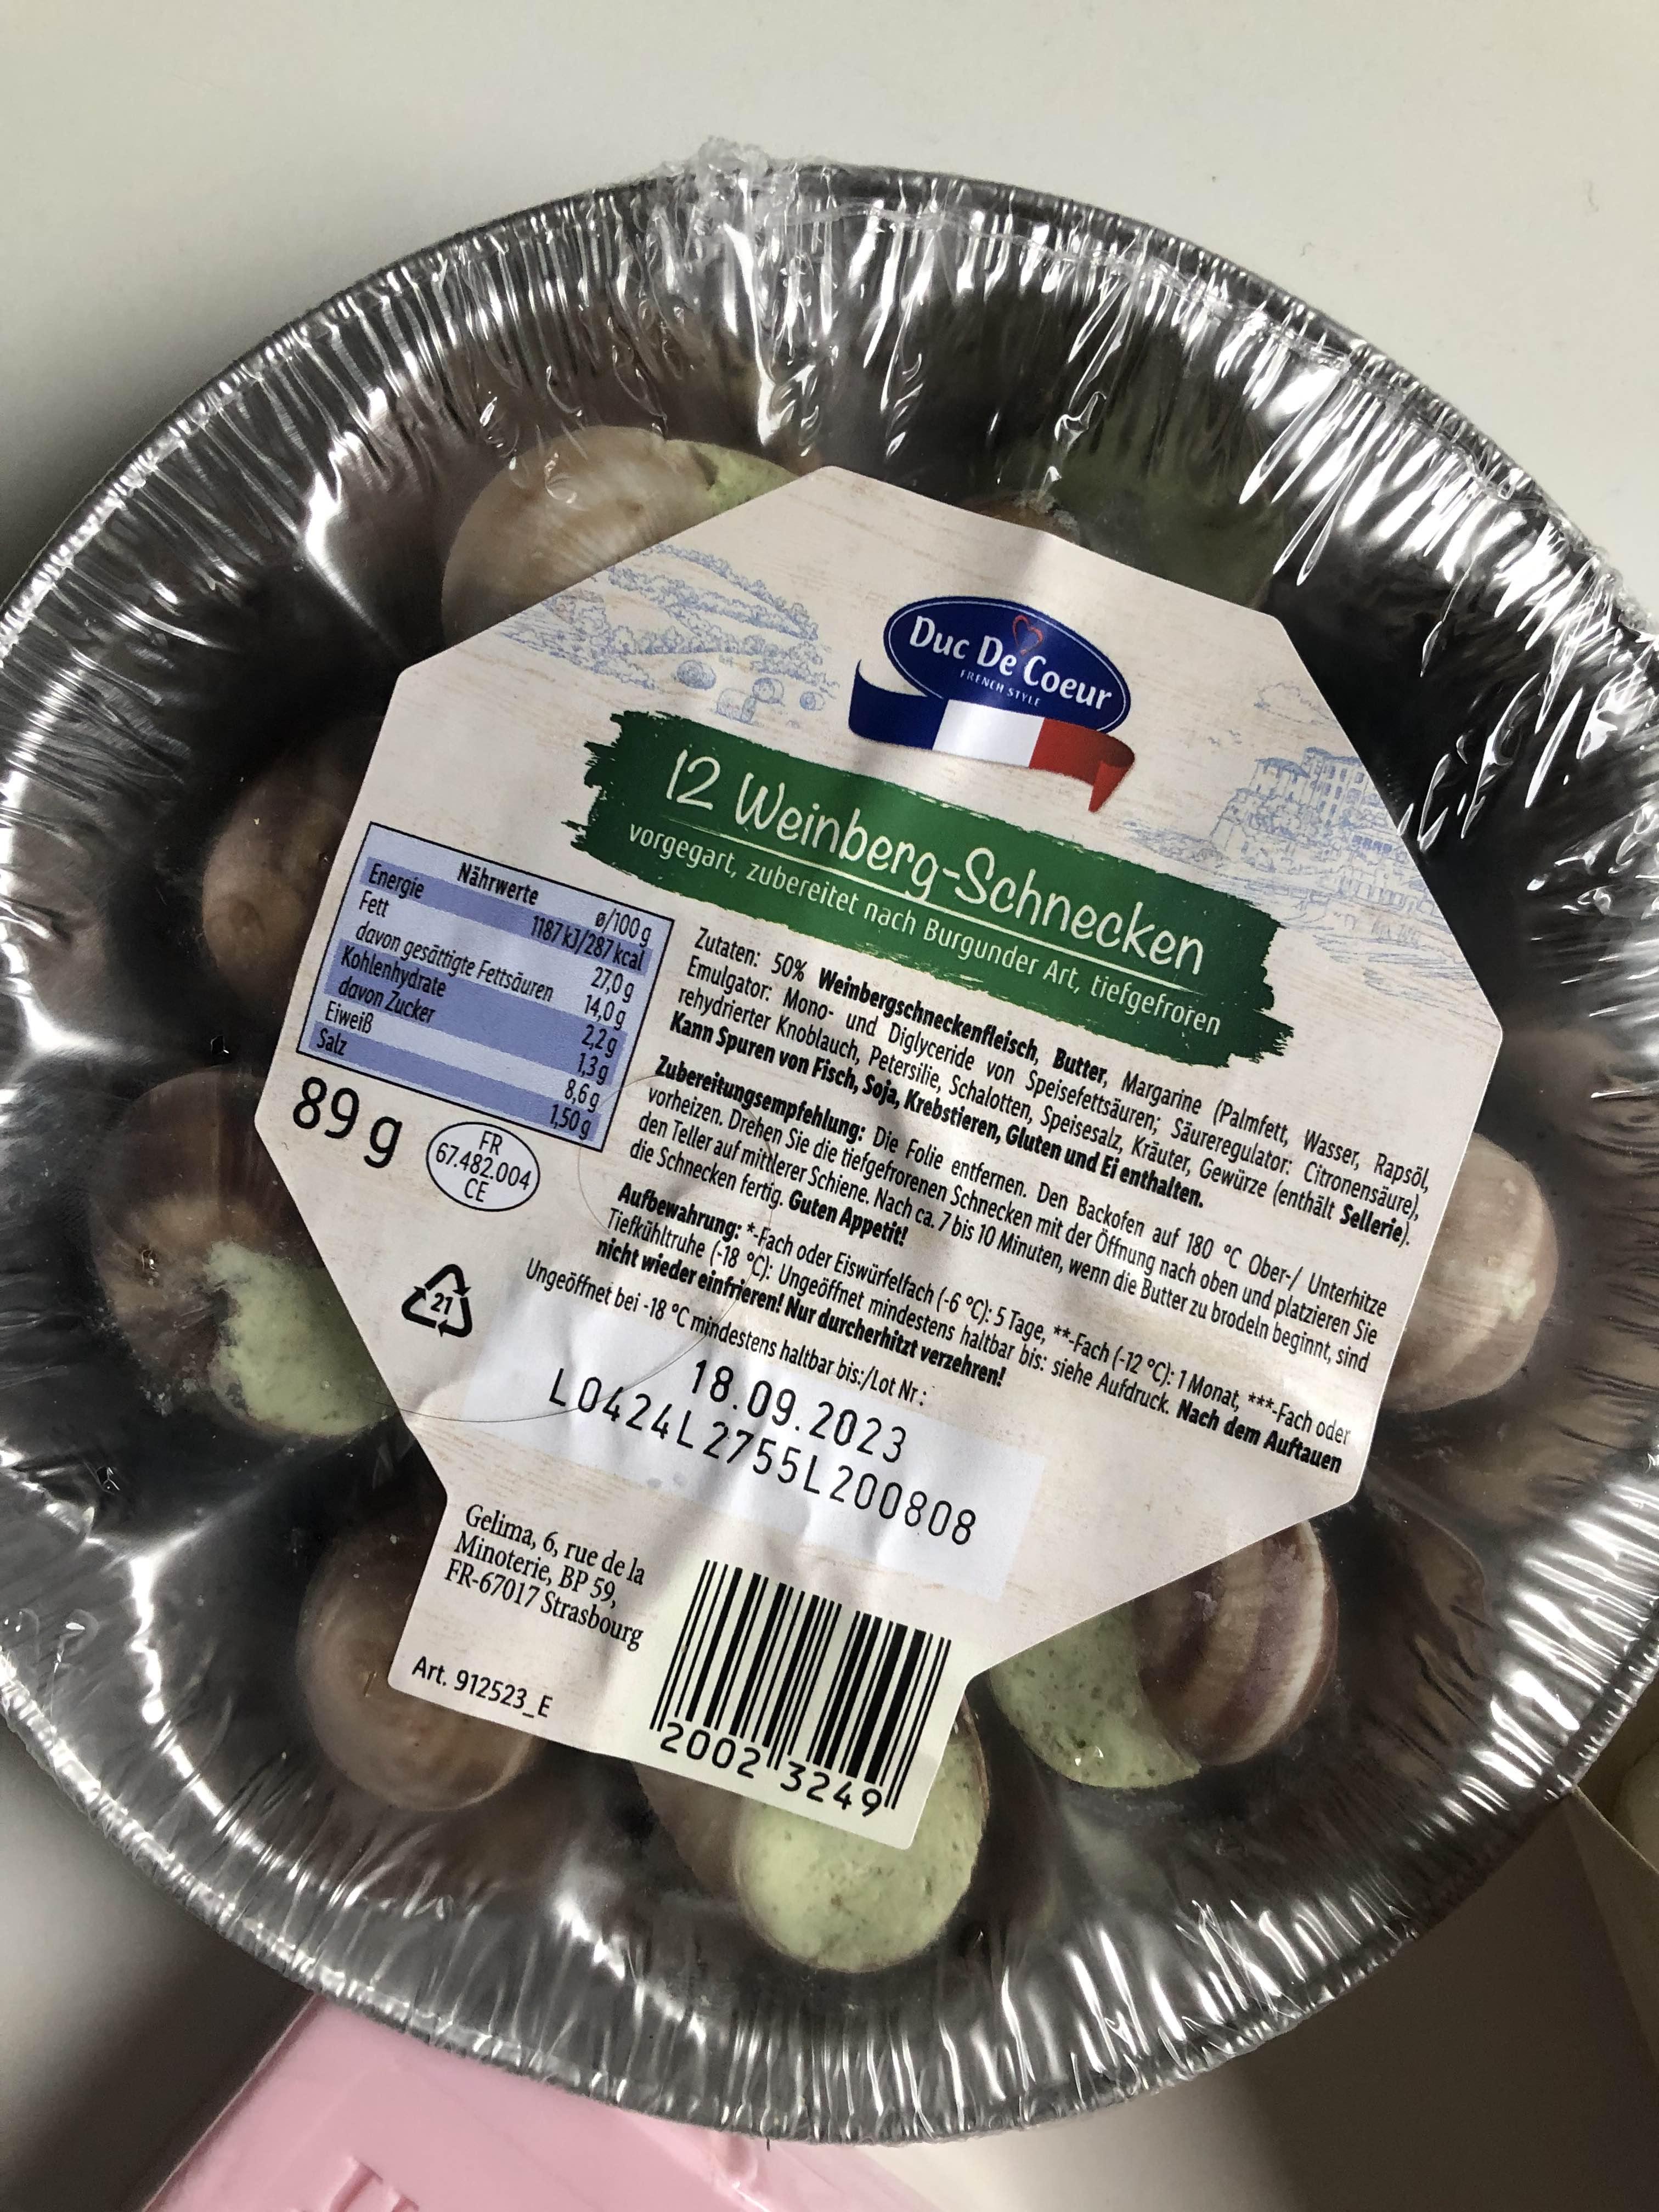 Duc De Coeur
FRENCH STYLE
12 Weinberg-Schnecken
vorgegart, zubereitet nach Burgunder Art, tiefgefroren
Nährwerte ø/100 g
Energie 1187 kJ/287 kcal
Fett 27,0 g
davon gesättigte Fettsäuren 14,0 g
Kohlenhydrate 2,2 g
davon Zucker 1,3 g
Eiweiß 8,6 g
Salz 1,50 g
89 g
FR
67.482.004
CE
Zutaten: 50% Weinbergschneckenfleisch, Butter, Margarine (Palmfett, Wasser, Rapsöl,
Emulgator: Mono- und Diglyceride von Speisefettsäuren; Säureregulator: Citronensäure),
rehydrierter Knoblauch, Petersilie, Schalotten, Speisesalz, Kräuter, Gewürze (enthält Sellerie).
Kann Spuren von Fisch, Soja, Krebstieren, Gluten und Ei enthalten.
Zubereitungsempfehlung: Die Folie entfernen. Den Backofen auf 180 °C Ober-/ Unterhitze
vorheizen. Drehen Sie die tiefgefrorenen Schnecken mit der Öffnung nach oben und platzieren Sie
den Teller auf mittlerer Schiene. Nach ca. 7 bis 10 Minuten, wenn die Butter zu brodeln beginnt, sind
die Schnecken fertig. Guten Appetit!
Aufbewahrung: *-Fach oder Eiswürfelfach (-6 °C): 5 Tage, **-Fach (-12 °C): 1 Monat, ***-Fach oder
Tiefkühltruhe (-18 °C): Ungeöffnet mindestens haltbar bis: siehe Aufdruck. Nach dem Auftauen
nicht wieder einfrieren! Nur durcherhitzt verzehren!
Ungeöffnet bei -18 °C mindestens haltbar bis:/Lot Nr.:
18.09.2023
L0424L2755L200808
21
Gelima, 6, rue de la
Minoterie, BP 59,
FR-67017 Strasbourg
Art. 912523_E
2002 3249